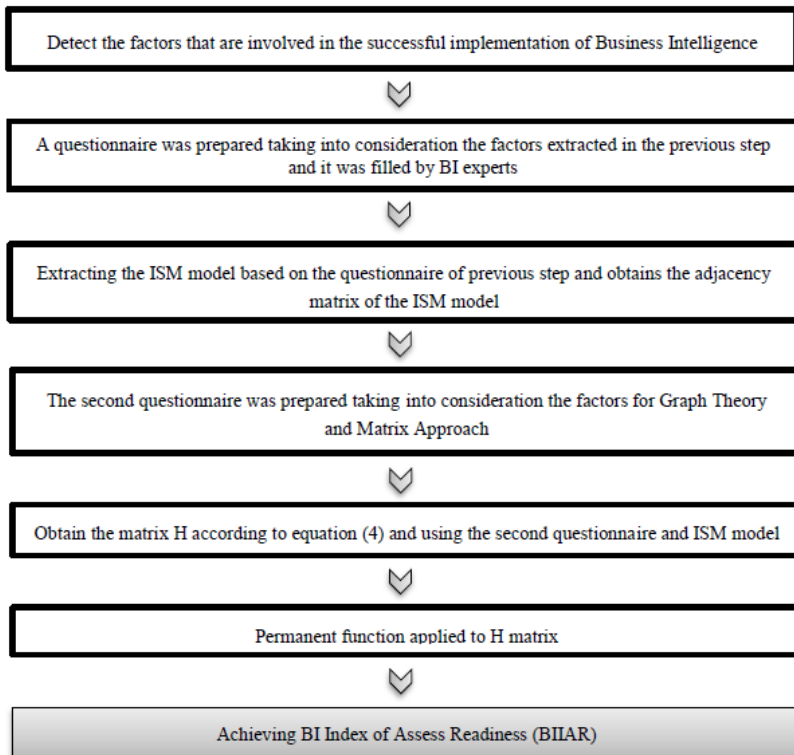 Detect the factors that are involved in the successful implementation of Business Intelligence
A questionnaire was prepared taking into consideration the factors extracted in the previous step
and it was filled by BI experts
Extracting the ISM model based on the questionnaire of previous step and obtains the adjacency
matrix of the ISM model
The second questionnaire was prepared taking into consideration the factors for Graph Theory
and Matrix Approach
Obtain the matrix H according to equation (4) and using the second questionnaire and ISM model
Permanent function applied to H matrix
Achieving BI Index of Assess Readiness (BIIAR)